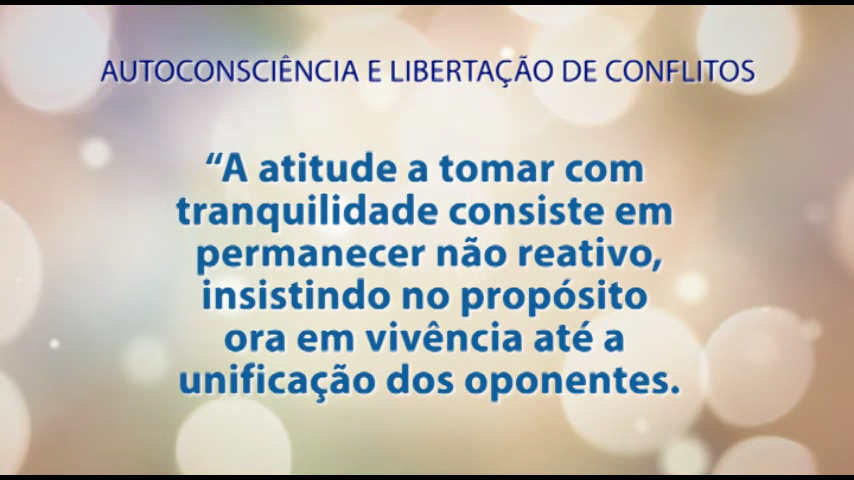 AUTOCONSCIÊNCIA E LIBERTAÇÃO DE CONFLITOS
“A atitude a tomar com
tranquilidade consiste em
permanecer não reativo,
insistindo no propósito
ora em vivência até a
unificação dos oponentes.